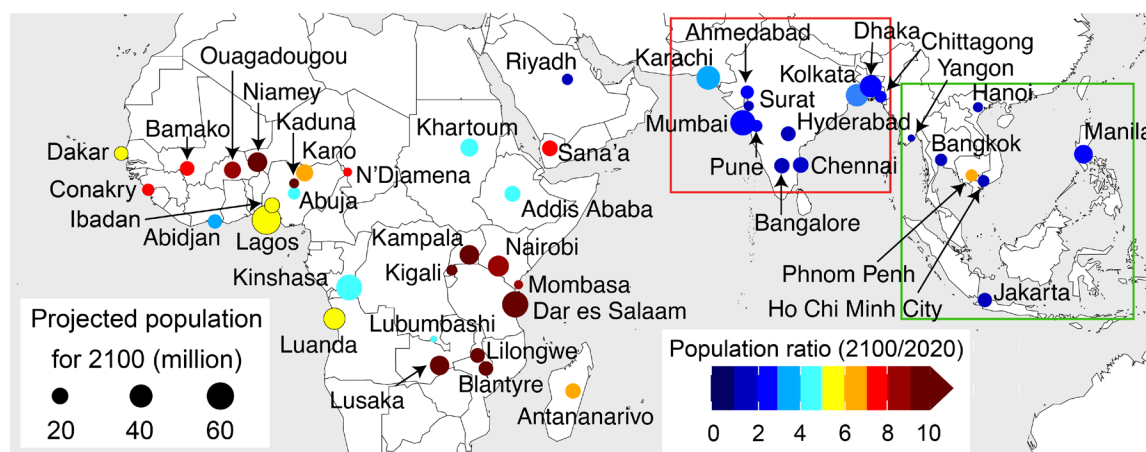 Ahmedabad
Dhaka
Chittagong
Ouagadougou
Riyadh
Karachi
Kolkata
Yangon
Niamey
Hanoi
Bamako
Kaduna
Khartoum
Surat
Mumbai
Hyderabad
Manila
Dakar
Kano
Sana’a
Bangkok
Conakry
N’Djamena
Pune
Chennai
Ibadan
Abuja
Addis Ababa
Abidjan
Lagos
Bangalore
Kampala
Nairobi
Kinshasa
Kigali
Phnom Penh
Mombasa
Jakarta
Dar es Salaam
Ho Chi Minh City
Lubumbashi
Luanda
Lilongwe
Blantyre
Lusaka
Antananarivo
Projected population
for 2100 (million)
20 40 60
Population ratio (2100/2020)
0 2 4 6 8 10